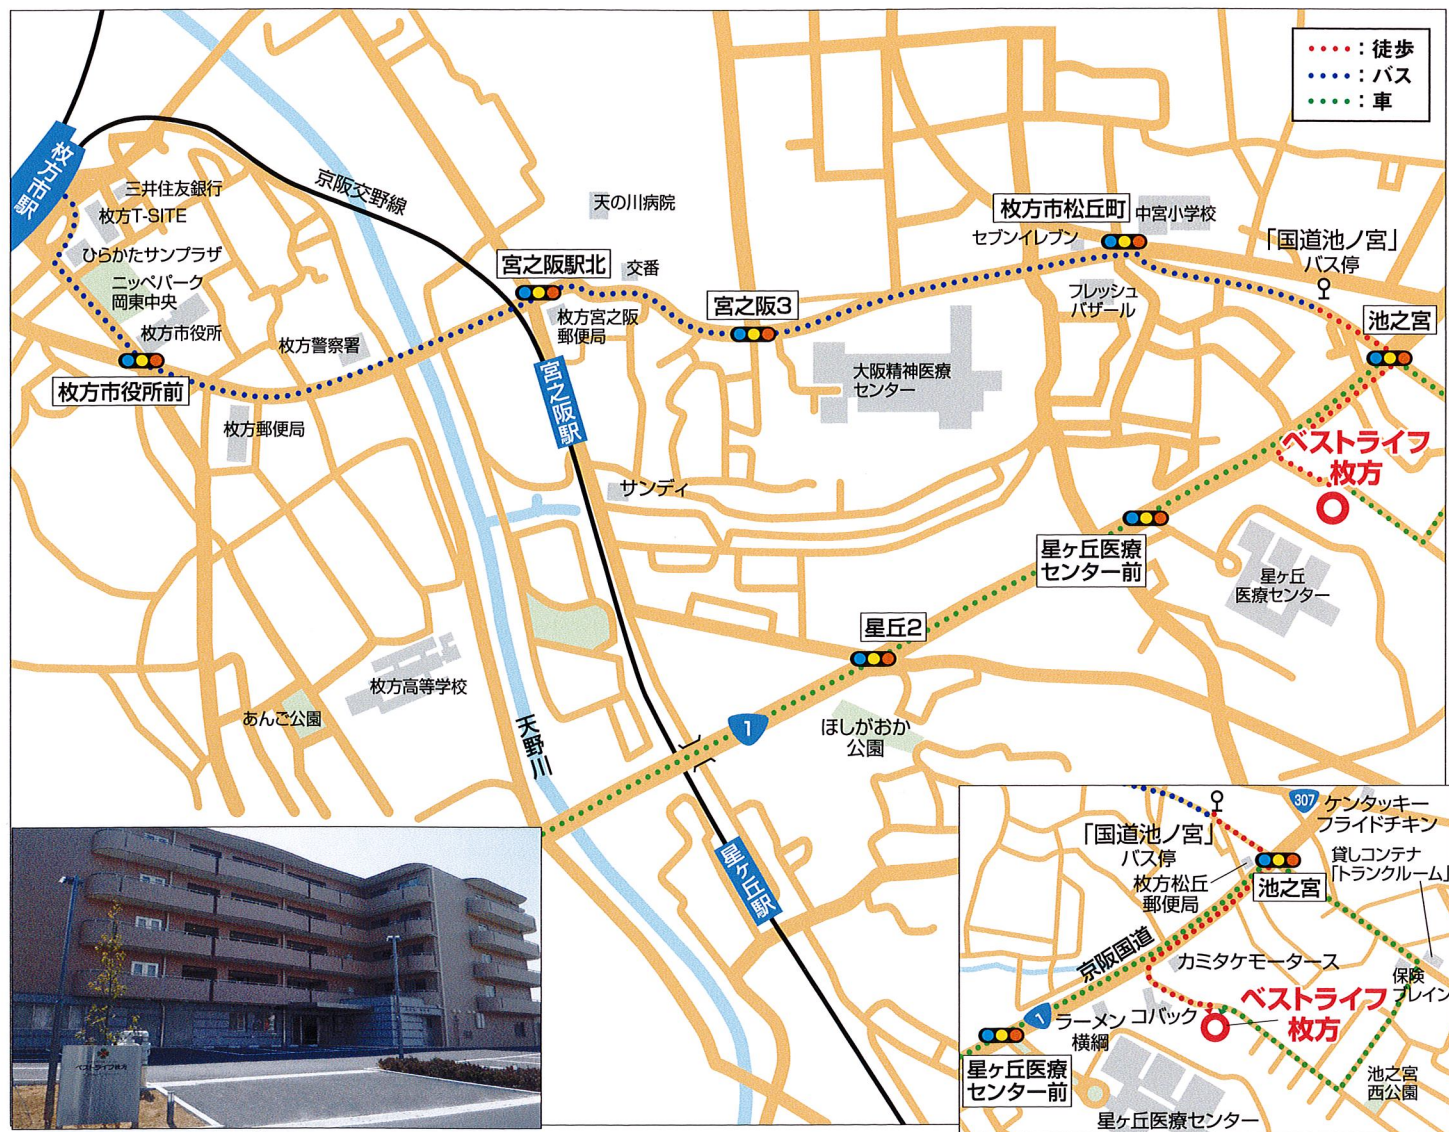 ：徒歩
：バス
：車
枚方市駅
三井住友銀行
枚方T-SITE
ひらかたサンプラザ
ニッペパーク
岡東中央
枚方市役所
枚方市役所前
枚方警察署
枚方郵便局
京阪交野線
天の川病院
宮之阪駅北
交番
枚方宮之阪
郵便局
宮之阪駅
宮之阪3
枚方市松丘町
中宮小学校
セブンイレブン
「国道池ノ宮」
バス停
フレッシュ
バザール
池之宮
大阪精神医療
センター
サンディ
ベストライフ
枚方
星ヶ丘医療
センター前
星ヶ丘
医療センター
星丘2
枚方高等学校
あんご公園
天野川
1
ほしがおか
公園
星ヶ丘駅
ベストライフ枚方
307
ケンタッキー
フライドチキン
「国道池ノ宮」
バス停
貸しコンテナ
「トランクルーム」
枚方松丘
郵便局
池之宮
京阪国道
カミタケモータース
保険
ブレイン
ベストライフ
枚方
1
ラーメン
横綱
コバック
星ヶ丘医療
センター前
池之宮
西公園
星ヶ丘医療センター